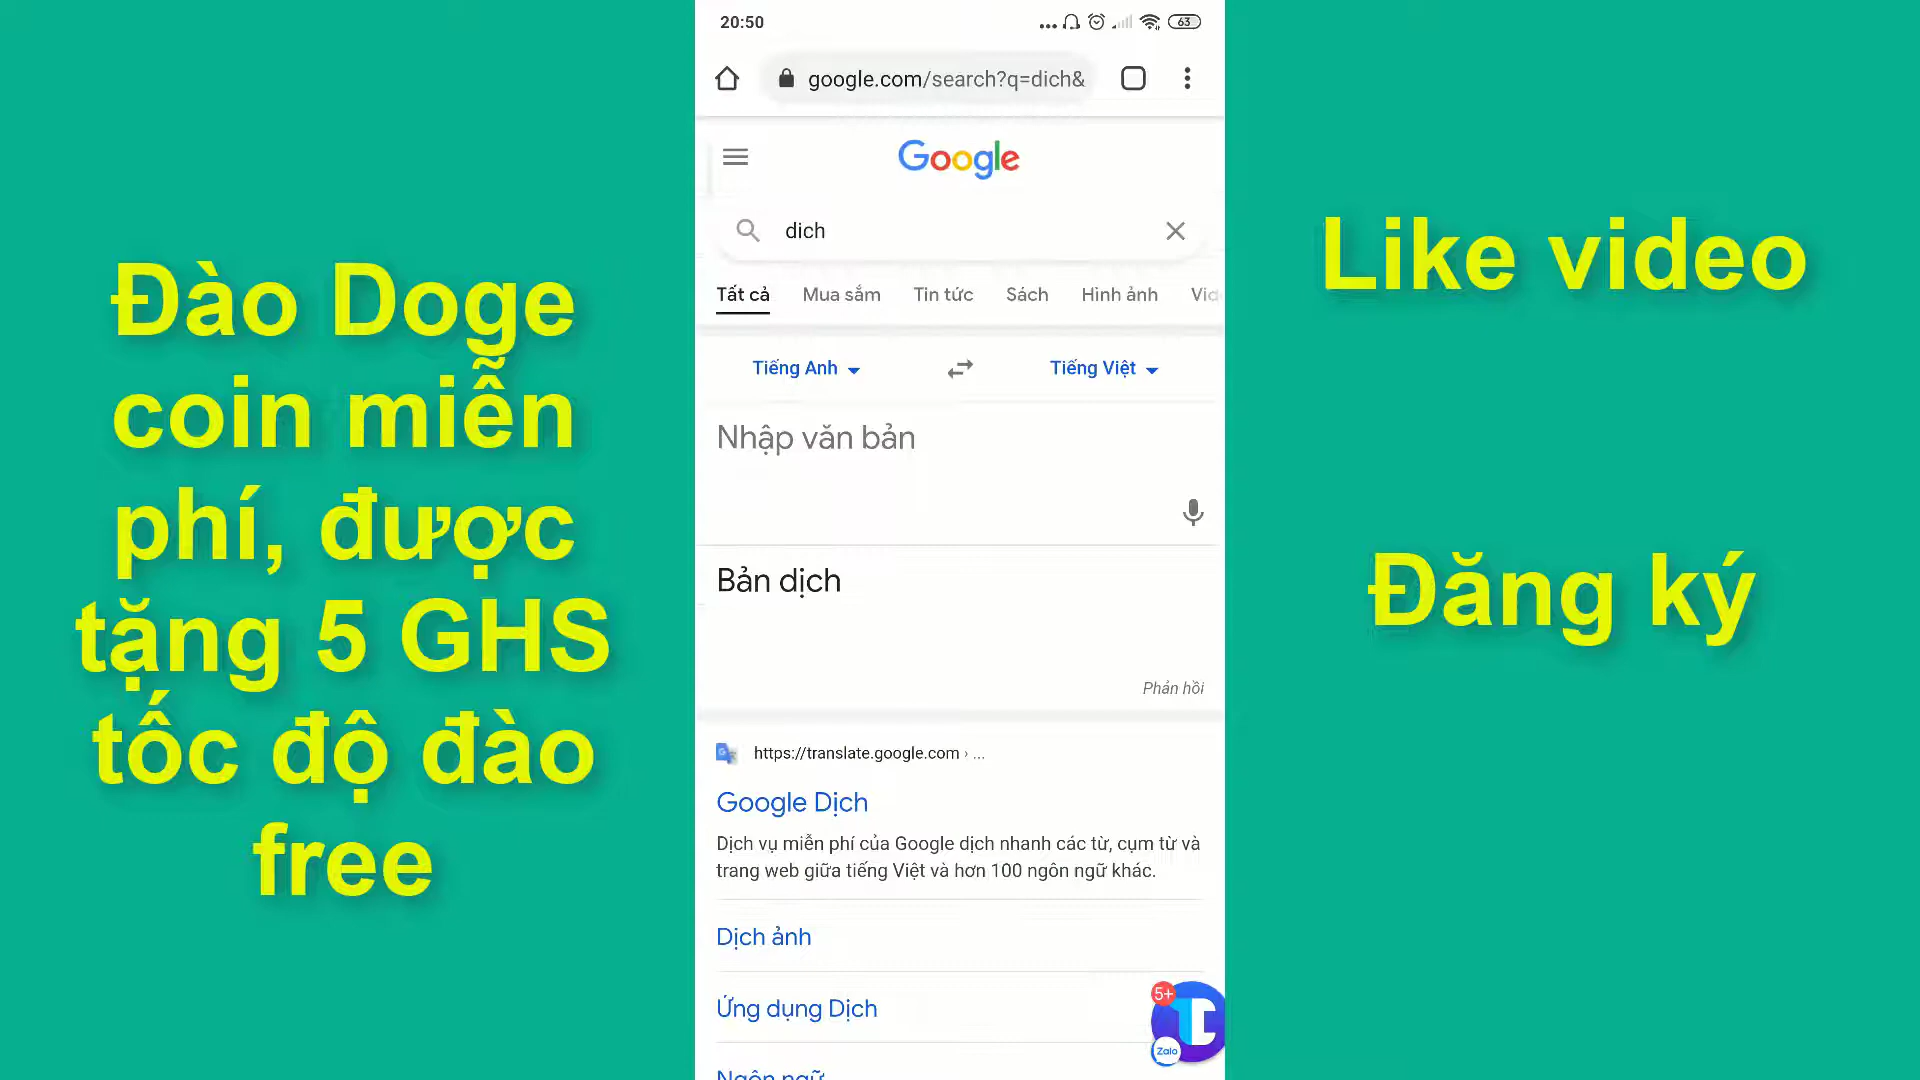 Đào Doge
coin miễn
phí, được
tặng 5 GHS
tốc độ đào
free
20:50
63
google.com/search?q=dich&
Google
dich
Tất cả Mua sắm Tin tức Sách Hình ảnh Vid
Tiếng Anh Tiếng Việt
Nhập văn bản
Bản dịch
Phản hồi
https://translate.google.com › ...
Google Dịch
Dịch vụ miễn phí của Google dịch nhanh các từ, cụm từ và
trang web giữa tiếng Việt và hơn 100 ngôn ngữ khác.
Dịch ảnh
Ứng dụng Dịch
5+
Zalo
Ngôn ngữ
Like video
Đăng ký